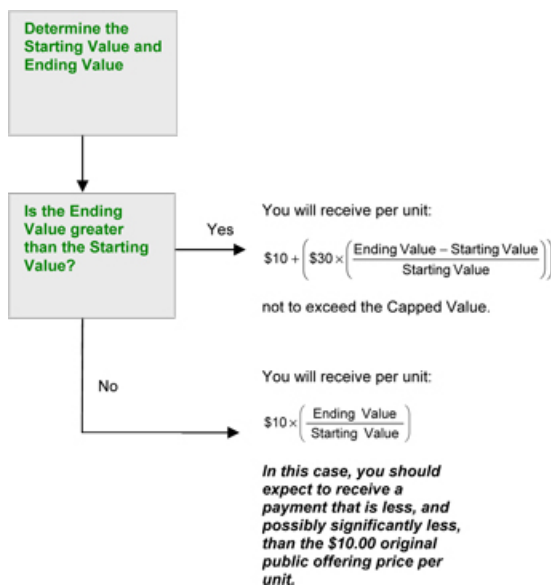 Determine the
Starting Value and
Ending Value
Is the Ending
Value greater
than the Starting
Value?
Yes
You will receive per unit:
$10 + ($30 × (Ending Value – Starting Value / Starting Value))
not to exceed the Capped Value.
No
You will receive per unit:
$10 × (Ending Value / Starting Value)
In this case, you should
expect to receive a
payment that is less, and
possibly significantly less,
than the $10.00 original
public offering price per
unit.